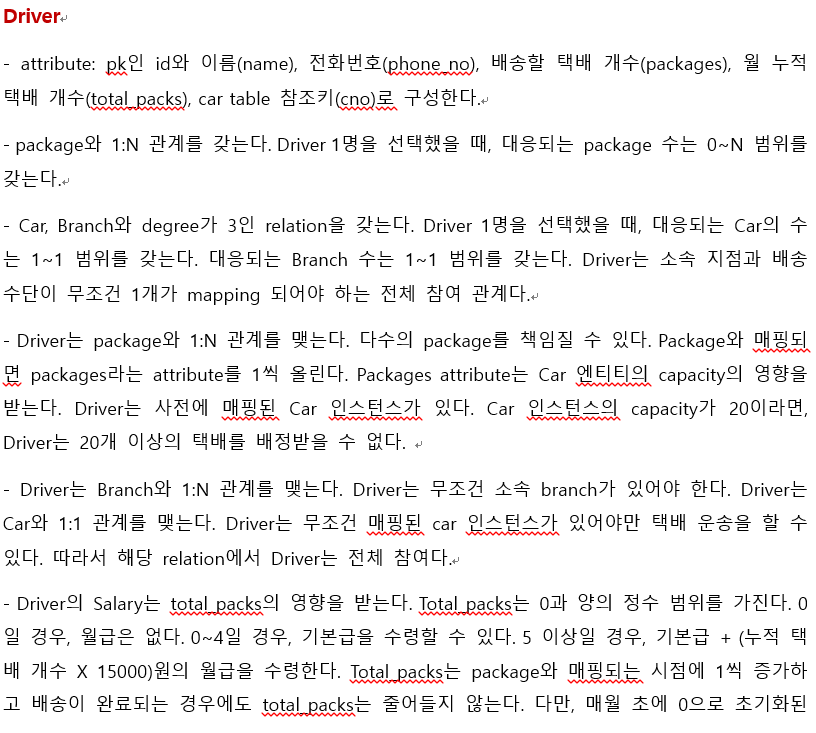 Driver
- attribute: pk인 id와 이름(name), 전화번호(phone_no), 배송할 택배 개수(packages), 월 누적
택배 개수(total_packs), car table 참조키(cno)로 구성한다.
- package와 1:N 관계를 갖는다. Driver 1명을 선택했을 때, 대응되는 package 수는 0~N 범위를
갖는다.
- Car, Branch와 degree가 3인 relation을 갖는다. Driver 1명을 선택했을 때, 대응되는 Car의 수
는 1~1 범위를 갖는다. 대응되는 Branch 수는 1~1 범위를 갖는다. Driver는 소속 지점과 배송
수단이 무조건 1개가 mapping 되어야 하는 전체 참여 관계다.
- Driver는 package와 1:N 관계를 맺는다. 다수의 package를 책임질 수 있다. Package와 매핑되
면 packages라는 attribute를 1씩 올린다. Packages attribute는 Car 엔티티의 capacity의 영향을
받는다. Driver는 사전에 매핑된 Car 인스턴스가 있다. Car 인스턴스의 capacity가 20이라면,
Driver는 20개 이상의 택배를 배정받을 수 없다.
- Driver는 Branch와 1:N 관계를 맺는다. Driver는 무조건 소속 branch가 있어야 한다. Driver는
Car와 1:1 관계를 맺는다. Driver는 무조건 매핑된 car 인스턴스가 있어야만 택배 운송을 할 수
있다. 따라서 해당 relation에서 Driver는 전체 참여다.
- Driver의 Salary는 total_packs의 영향을 받는다. Total_packs는 0과 양의 정수 범위를 가진다. 0
일 경우, 월급은 없다. 0~4일 경우, 기본급을 수령할 수 있다. 5 이상일 경우, 기본급 + (누적 택
배 개수 X 15000)원의 월급을 수령한다. Total_packs는 package와 매핑되는 시점에 1씩 증가하
고 배송이 완료되는 경우에도 total_packs는 줄어들지 않는다. 다만, 매월 초에 0으로 초기화된